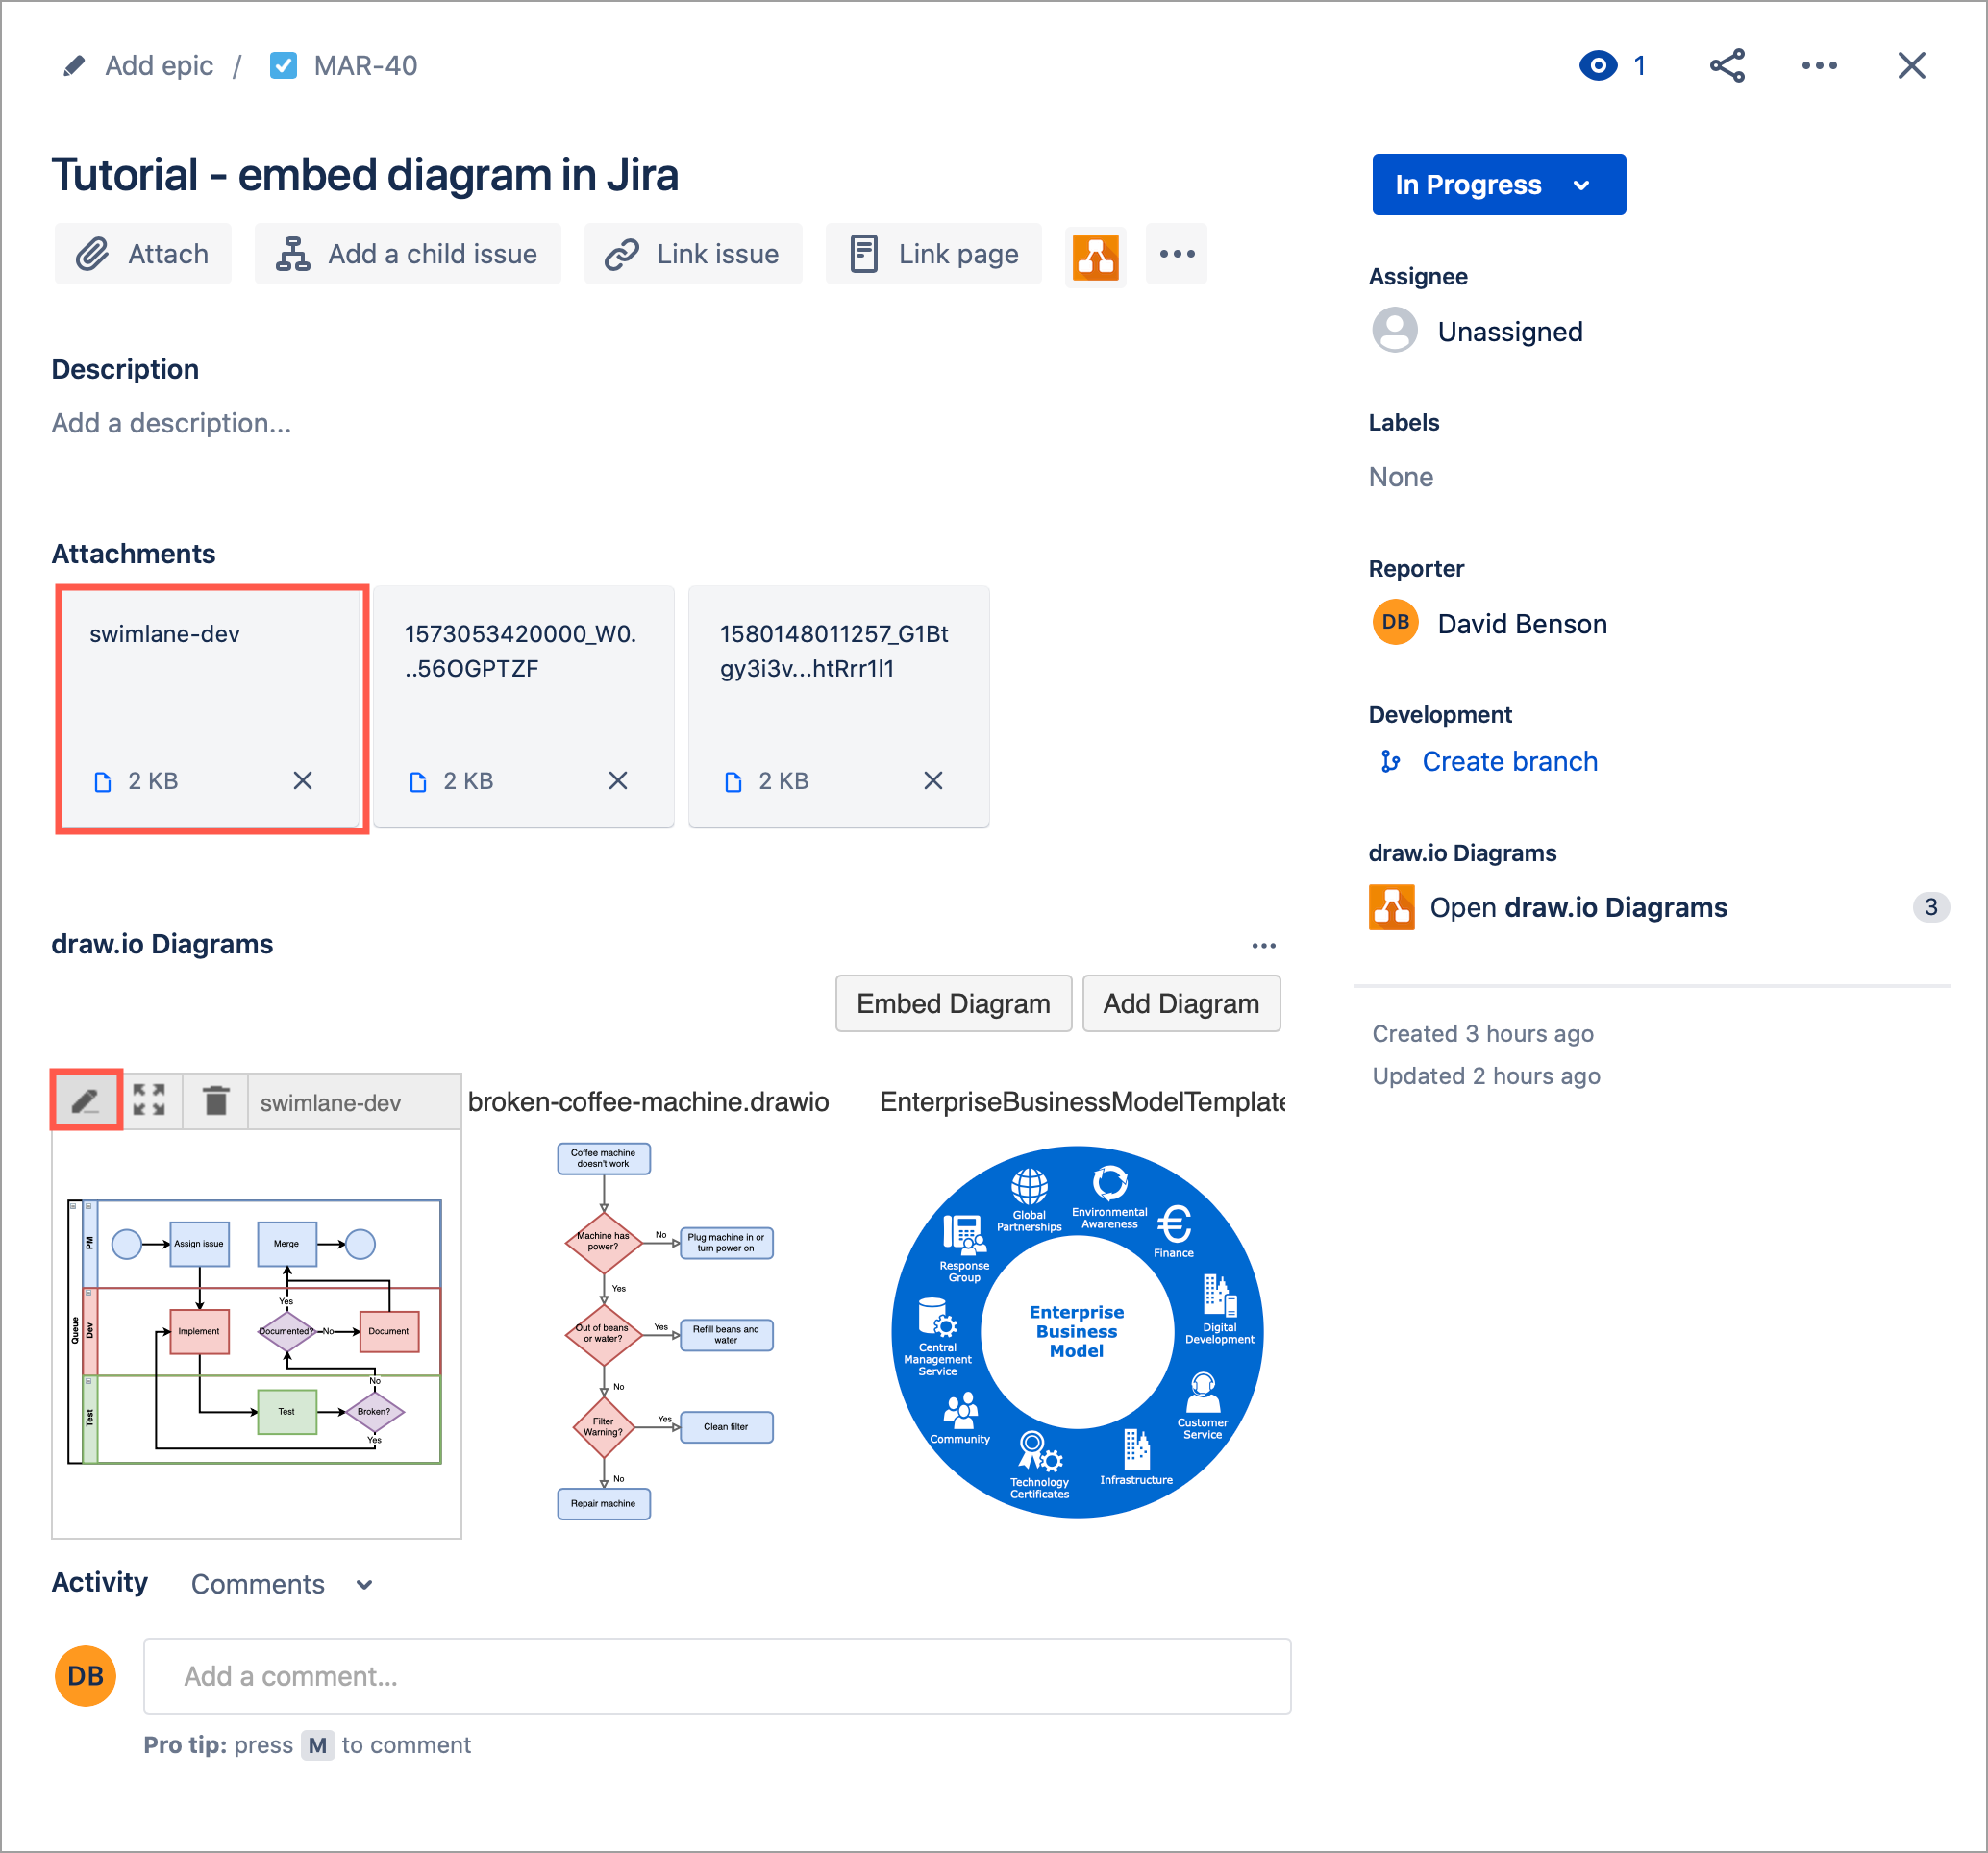 Add epic / MAR-40
1
Tutorial - embed diagram in Jira
Attach
Add a child issue
Link issue
Link page
Description
Add a description...
Attachments
swimlane-dev
2 KB
1573053420000_W0.
..56OGPTZF
2 KB
1580148011257_G1Bt
gy3i3v...htRrr1l1
2 KB
draw.io Diagrams
Embed Diagram
Add Diagram
swimlane-dev
Queue
PM
Assign issue
Merge
Dev
Implement
Yes
Documented?
No
Document
Test
Test
No
Broken?
Yes
broken-coffee-machine.drawio
Coffee machine
doesn't work
Machine has
power?
No
Plug machine in or
turn power on
Yes
Out of beans
or water?
Yes
Refill beans and
water
No
Filter
Warning?
Yes
Clean filter
No
Repair machine
EnterpriseBusinessModelTemplate
Enterprise
Business
Model
Global
Partnerships
Environmental
Awareness
Finance
Digital
Development
Customer
Service
Infrastructure
Technology
Certificates
Community
Central
Management
Service
Response
Group
Activity
Comments
DB
Add a comment...
Pro tip: press M to comment
In Progress
Assignee
Unassigned
Labels
None
Reporter
DB
David Benson
Development
Create branch
draw.io Diagrams
Open draw.io Diagrams
3
Created 3 hours ago
Updated 2 hours ago